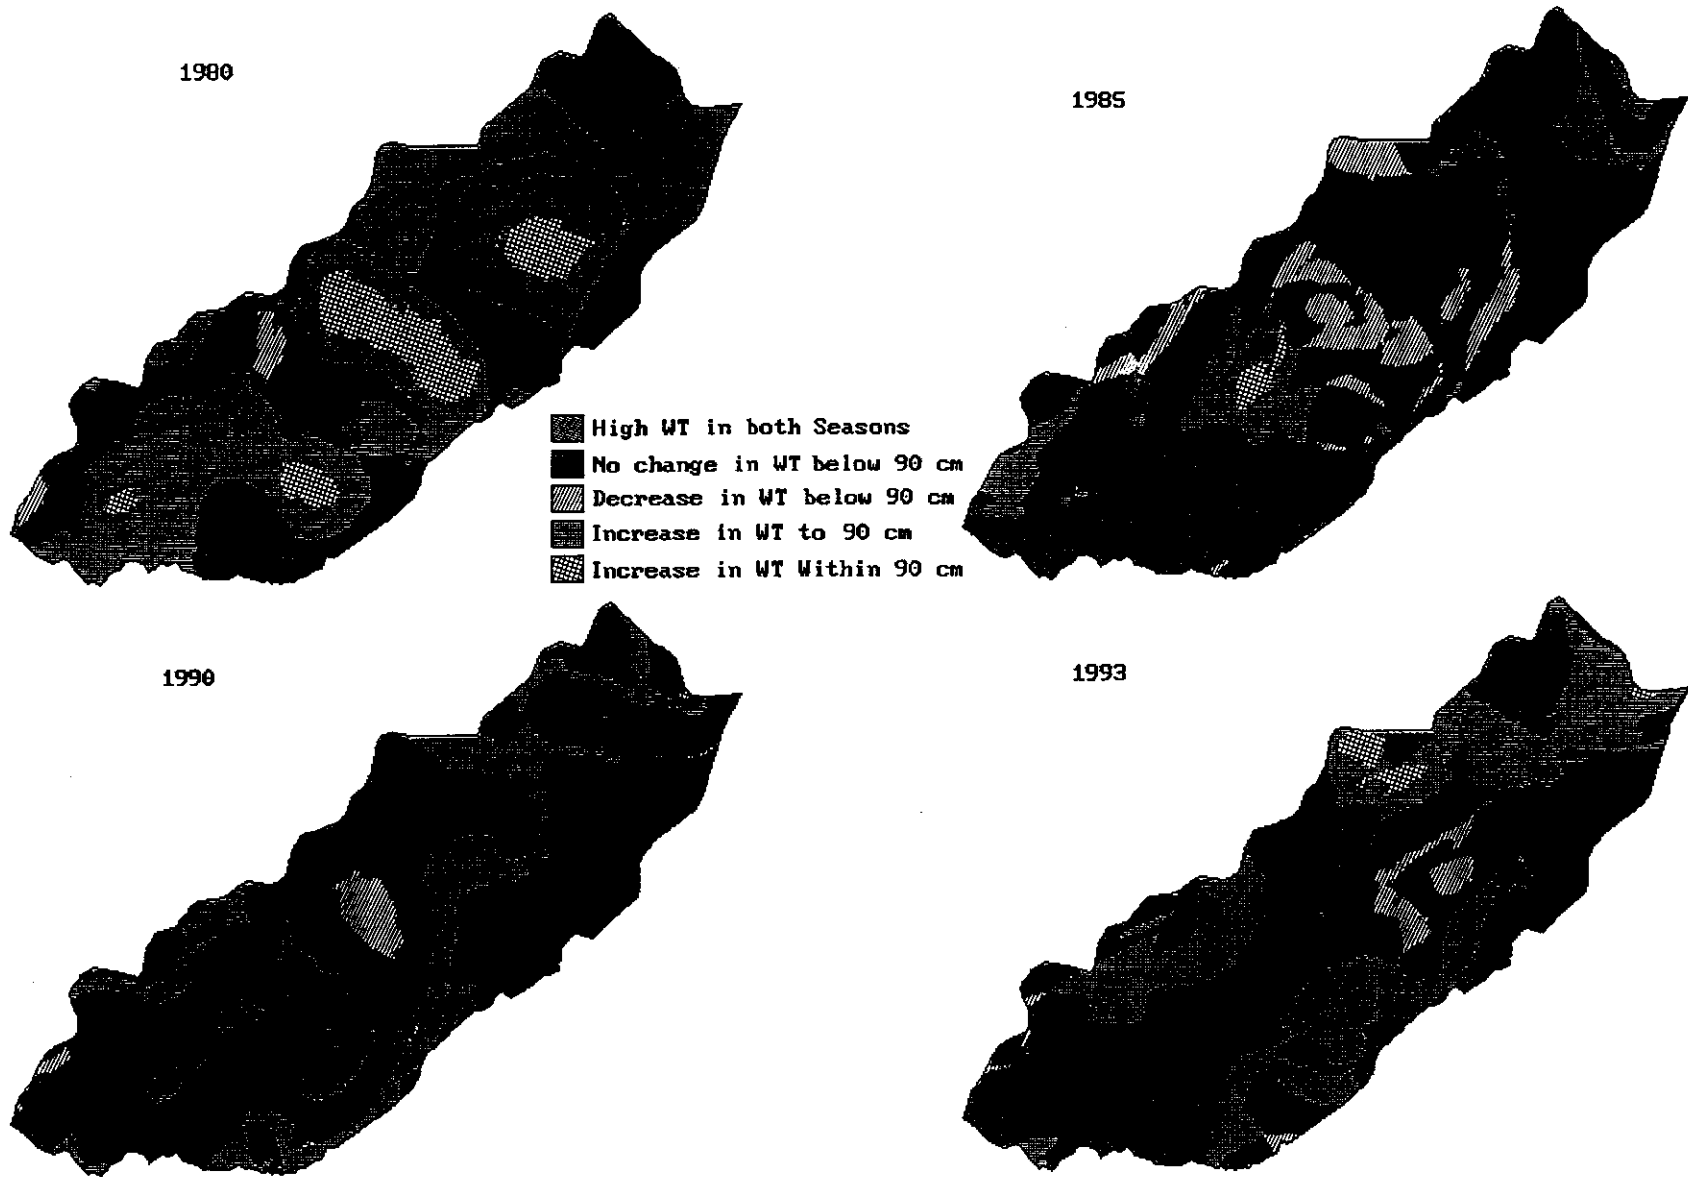 1980
1985
High WT in both Seasons
No change in WT below 90 cm
Decrease in WT below 90 cm
Increase in WT to 90 cm
Increase in WT Within 90 cm
1990
1993